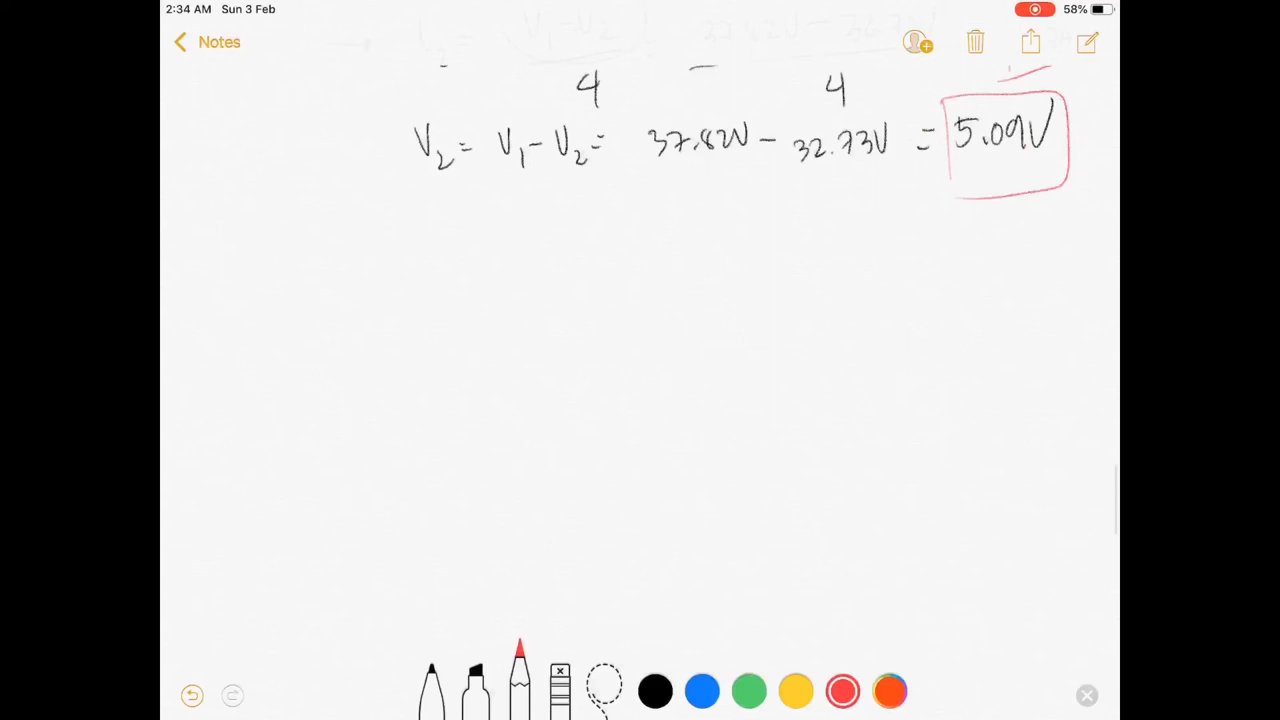 2:34 AM Sun 3 Feb 58%
Notes
4 4
V₂ = V₁ - V₂ = 37.82V - 32.73V = 5.09V